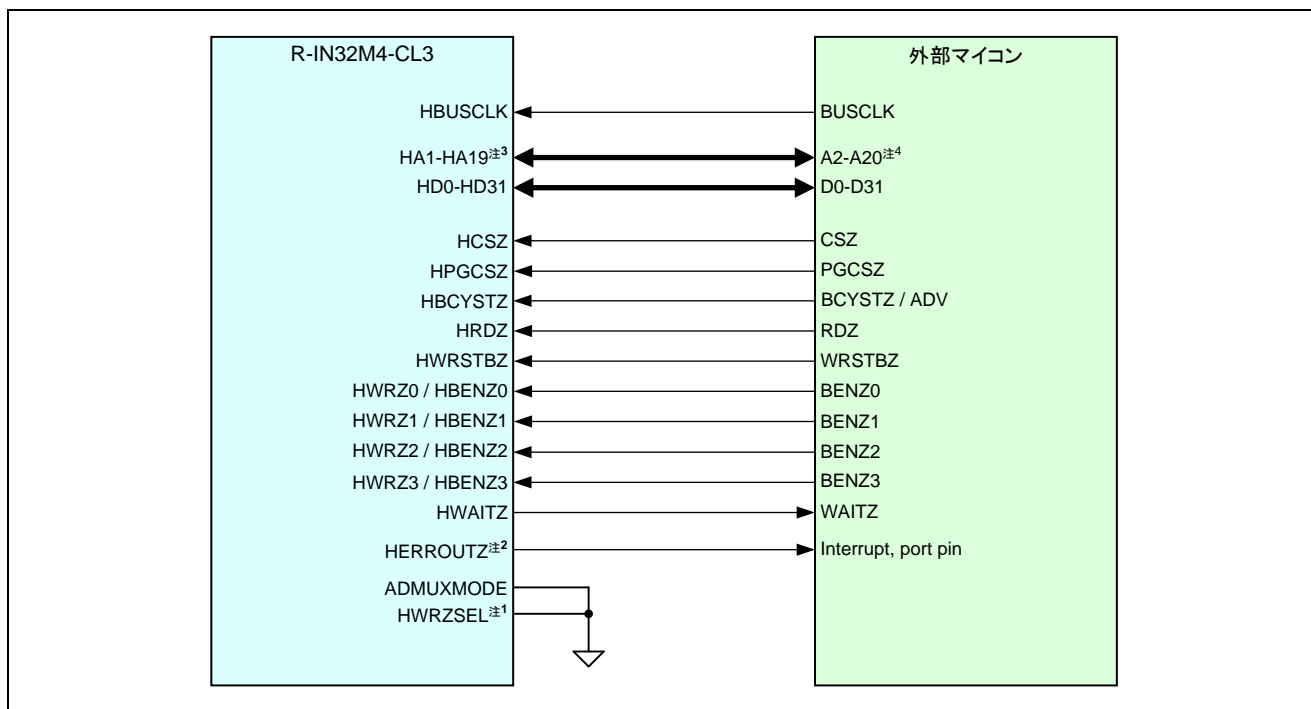 R-IN32M4-CL3 外部マイコン
HBUSCLK BUSCLK
HA1-HA19注3 A2-A20注4
HD0-HD31 D0-D31
HCSZ CSZ
HPGCSZ PGCSZ
HBCYSTZ BCYSTZ / ADV
HRDZ RDZ
HWRSTBZ WRSTBZ
HWRZ0 / HBENZ0 BENZ0
HWRZ1 / HBENZ1 BENZ1
HWRZ2 / HBENZ2 BENZ2
HWRZ3 / HBENZ3 BENZ3
HWAITZ WAITZ
HERROUTZ注2 Interrupt, port pin
ADMUXMODE
HWRZSEL注1